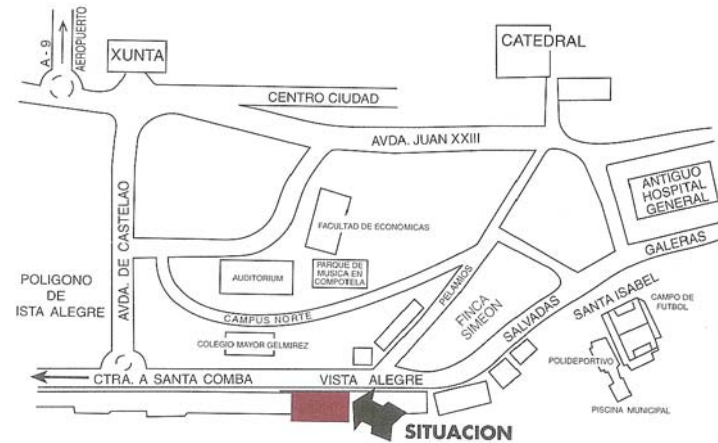 A - 9
AEROPUERTO
XUNTA
CATEDRAL
CENTRO CIUDAD
AVDA. JUAN XXIII
ANTIGUO
HOSPITAL
GENERAL
FACULTAD DE ECONOMICAS
GALERAS
AVDA. DE CASTELAO
POLIGONO
DE
ISTA ALEGRE
AUDITORIUM
PARQUE DE
MUSICA EN
COMPOTELA
PELAMIOS
FINCA
SIMEON
SALVADAS
SANTA ISABEL
CAMPO DE
FUTBOL
CAMPUS NORTE
COLEGIO MAYOR GELMIREZ
POLIDEPORTIVO
CTRA. A SANTA COMBA
VISTA ALEGRE
PISCINA MUNICIPAL
SITUACION